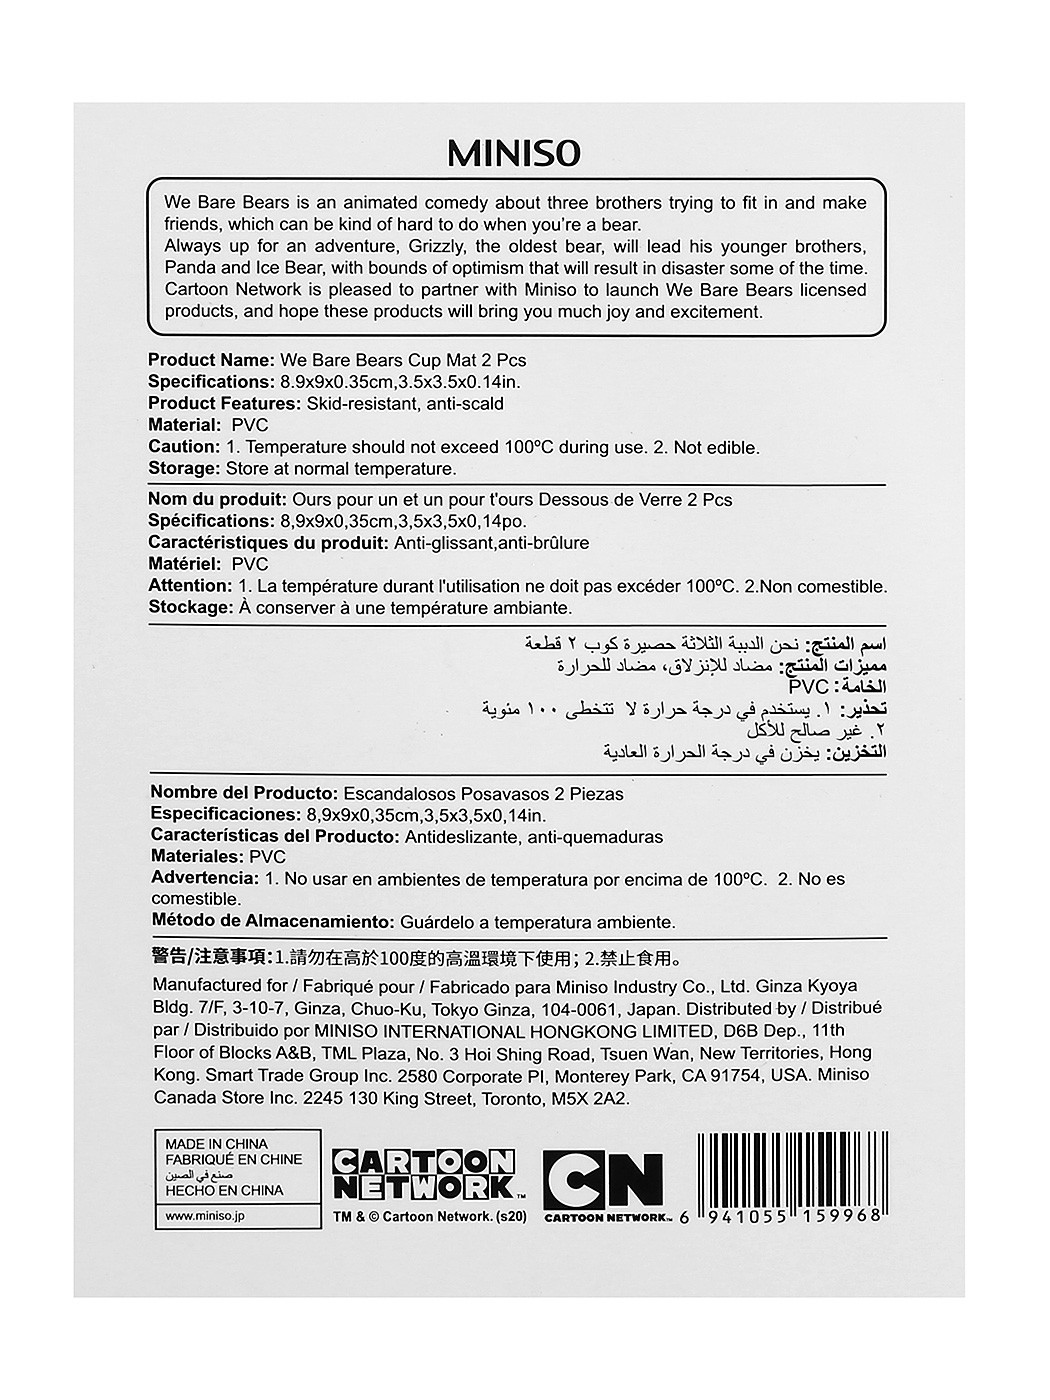 MINISO
We Bare Bears is an animated comedy about three brothers trying to fit in and make
friends, which can be kind of hard to do when you're a bear.
Always up for an adventure, Grizzly, the oldest bear, will lead his younger brothers,
Panda and Ice Bear, with bounds of optimism that will result in disaster some of the time.
Cartoon Network is pleased to partner with Miniso to launch We Bare Bears licensed
products, and hope these products will bring you much joy and excitement.
Product Name: We Bare Bears Cup Mat 2 Pcs
Specifications: 8.9x9x0.35cm,3.5x3.5x0.14in.
Product Features: Skid-resistant, anti-scald
Material: PVC
Caution: 1. Temperature should not exceed 100ºC during use. 2. Not edible.
Storage: Store at normal temperature.
Nom du produit: Ours pour un et un pour t'ours Dessous de Verre 2 Pcs
Spécifications: 8,9x9x0,35cm,3,5x3,5x0,14po.
Caractéristiques du produit: Anti-glissant,anti-brûlure
Matériel: PVC
Attention: 1. La température durant l'utilisation ne doit pas excéder 100ºC. 2.Non comestible.
Stockage: À conserver à une température ambiante.
اسم المنتج: نحن الدببة الثلاثة حصيرة كوب ٢ قطعة
مميزات المنتج: مضاد للإنزلاق، مضاد للحرارة
الخامة: PVC
تحذير: ١. يستخدم في درجة حرارة لا تتخطى ١٠٠ مئوية
٢. غير صالح للأكل
التخزين: يخزن في درجة الحرارة العادية
Nombre del Producto: Escandalosos Posavasos 2 Piezas
Especificaciones: 8,9x9x0,35cm,3,5x3,5x0,14in.
Características del Producto: Antideslizante, anti-quemaduras
Materiales: PVC
Advertencia: 1. No usar en ambientes de temperatura por encima de 100ºC. 2. No es
comestible.
Método de Almacenamiento: Guárdelo a temperatura ambiente.
警告/注意事項:1.請勿在高於100度的高溫環境下使用; 2.禁止食用。
Manufactured for / Fabriqué pour / Fabricado para Miniso Industry Co., Ltd. Ginza Kyoya
Bldg. 7/F, 3-10-7, Ginza, Chuo-Ku, Tokyo Ginza, 104-0061, Japan. Distributed by / Distribué
par / Distribuido por MINISO INTERNATIONAL HONGKONG LIMITED, D6B Dep., 11th
Floor of Blocks A&B, TML Plaza, No. 3 Hoi Shing Road, Tsuen Wan, New Territories, Hong
Kong. Smart Trade Group Inc. 2580 Corporate Pl, Monterey Park, CA 91754, USA. Miniso
Canada Store Inc. 2245 130 King Street, Toronto, M5X 2A2.
MADE IN CHINA
FABRIQUÉ EN CHINE
صنع في الصين
HECHO EN CHINA
www.miniso.jp
CARTOON
NETWORK™
TM & © Cartoon Network. (s20)
CN
CARTOON NETWORK™
6 941055 159968